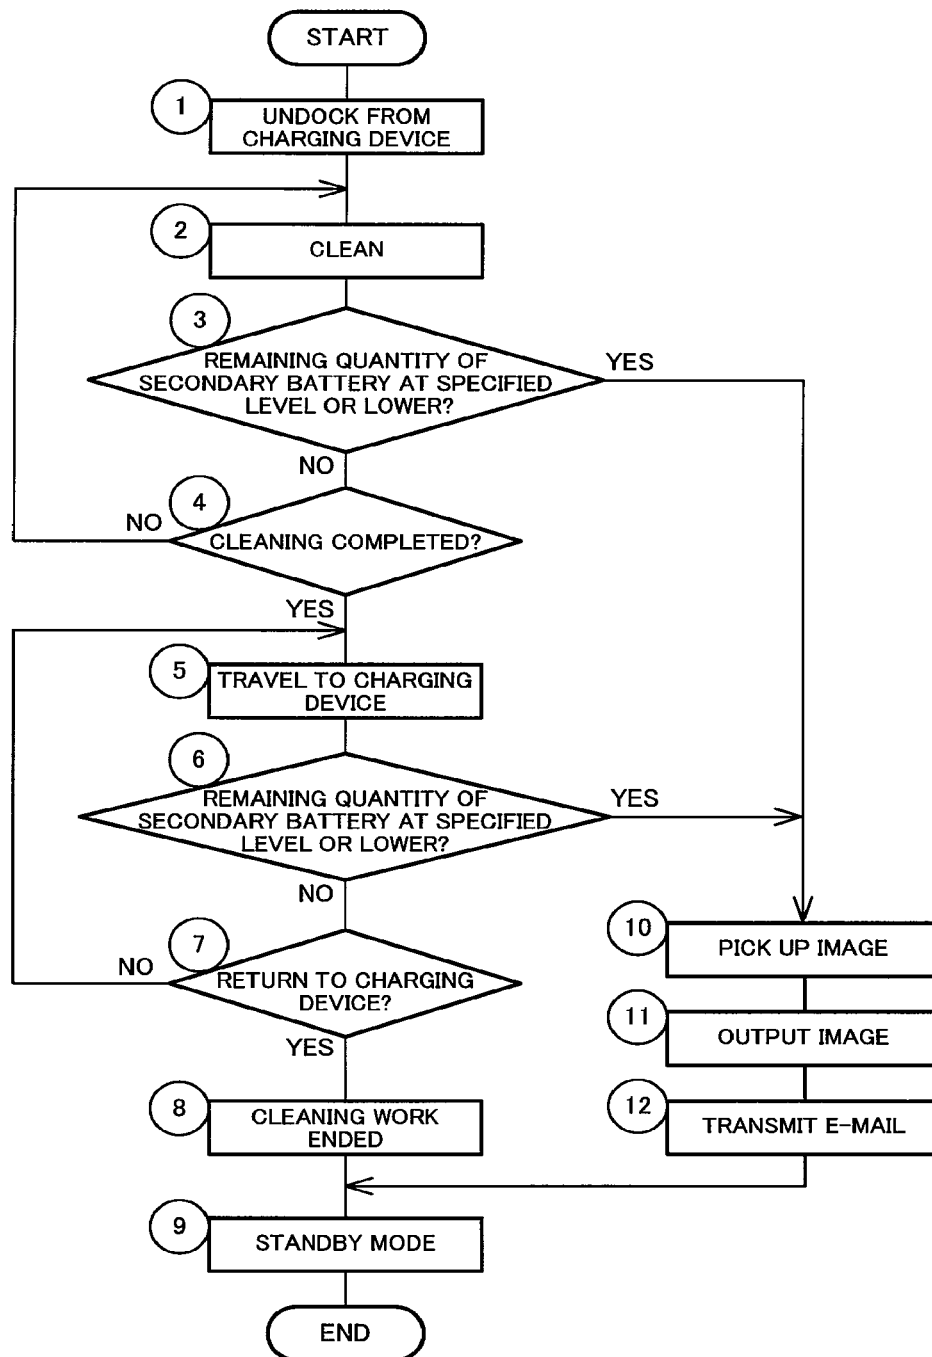 START
1
UNDOCK FROM
CHARGING DEVICE
2
CLEAN
3
REMAINING QUANTITY OF
SECONDARY BATTERY AT SPECIFIED
LEVEL OR LOWER?
YES
NO
4
NO
CLEANING COMPLETED?
YES
5
TRAVEL TO CHARGING
DEVICE
6
REMAINING QUANTITY OF
SECONDARY BATTERY AT SPECIFIED
LEVEL OR LOWER?
YES
NO
7
NO
RETURN TO CHARGING
DEVICE?
YES
10
PICK UP IMAGE
11
OUTPUT IMAGE
12
TRANSMIT E-MAIL
8
CLEANING WORK
ENDED
9
STANDBY MODE
END